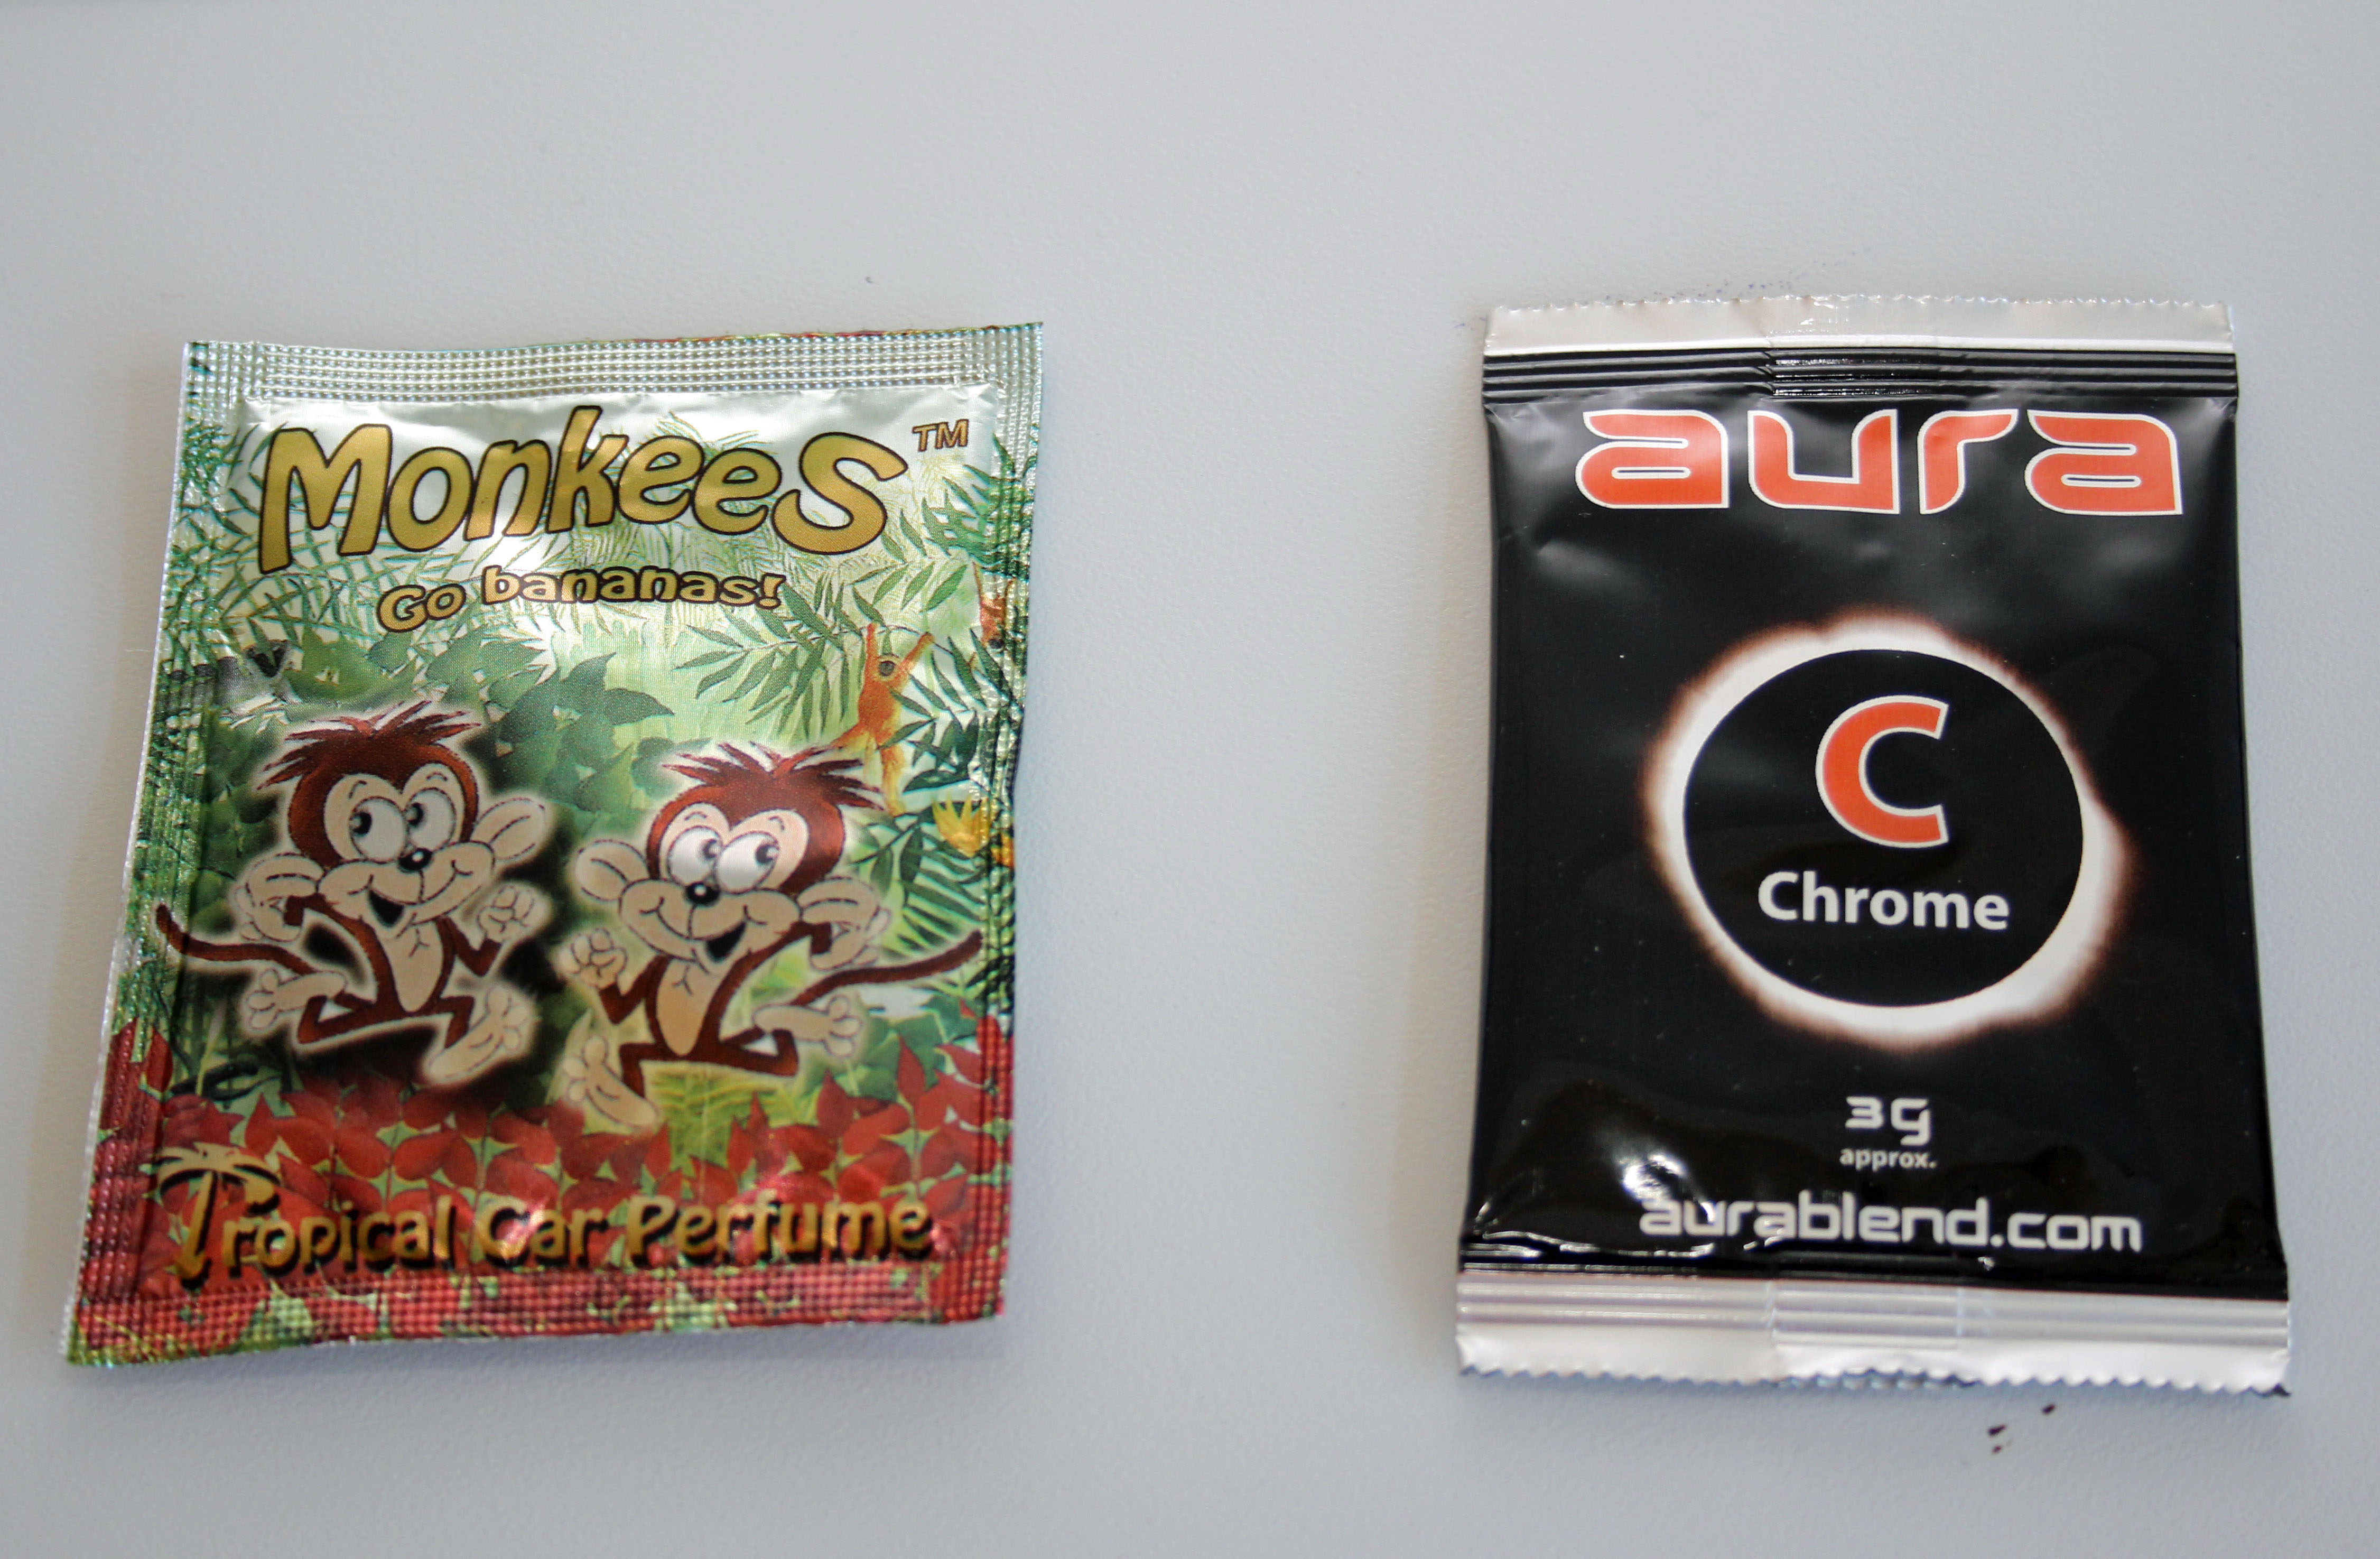 Monkees™
Go bananas!
Tropical Car Perfume
aura
C
Chrome
3g
approx.
aurablend.com